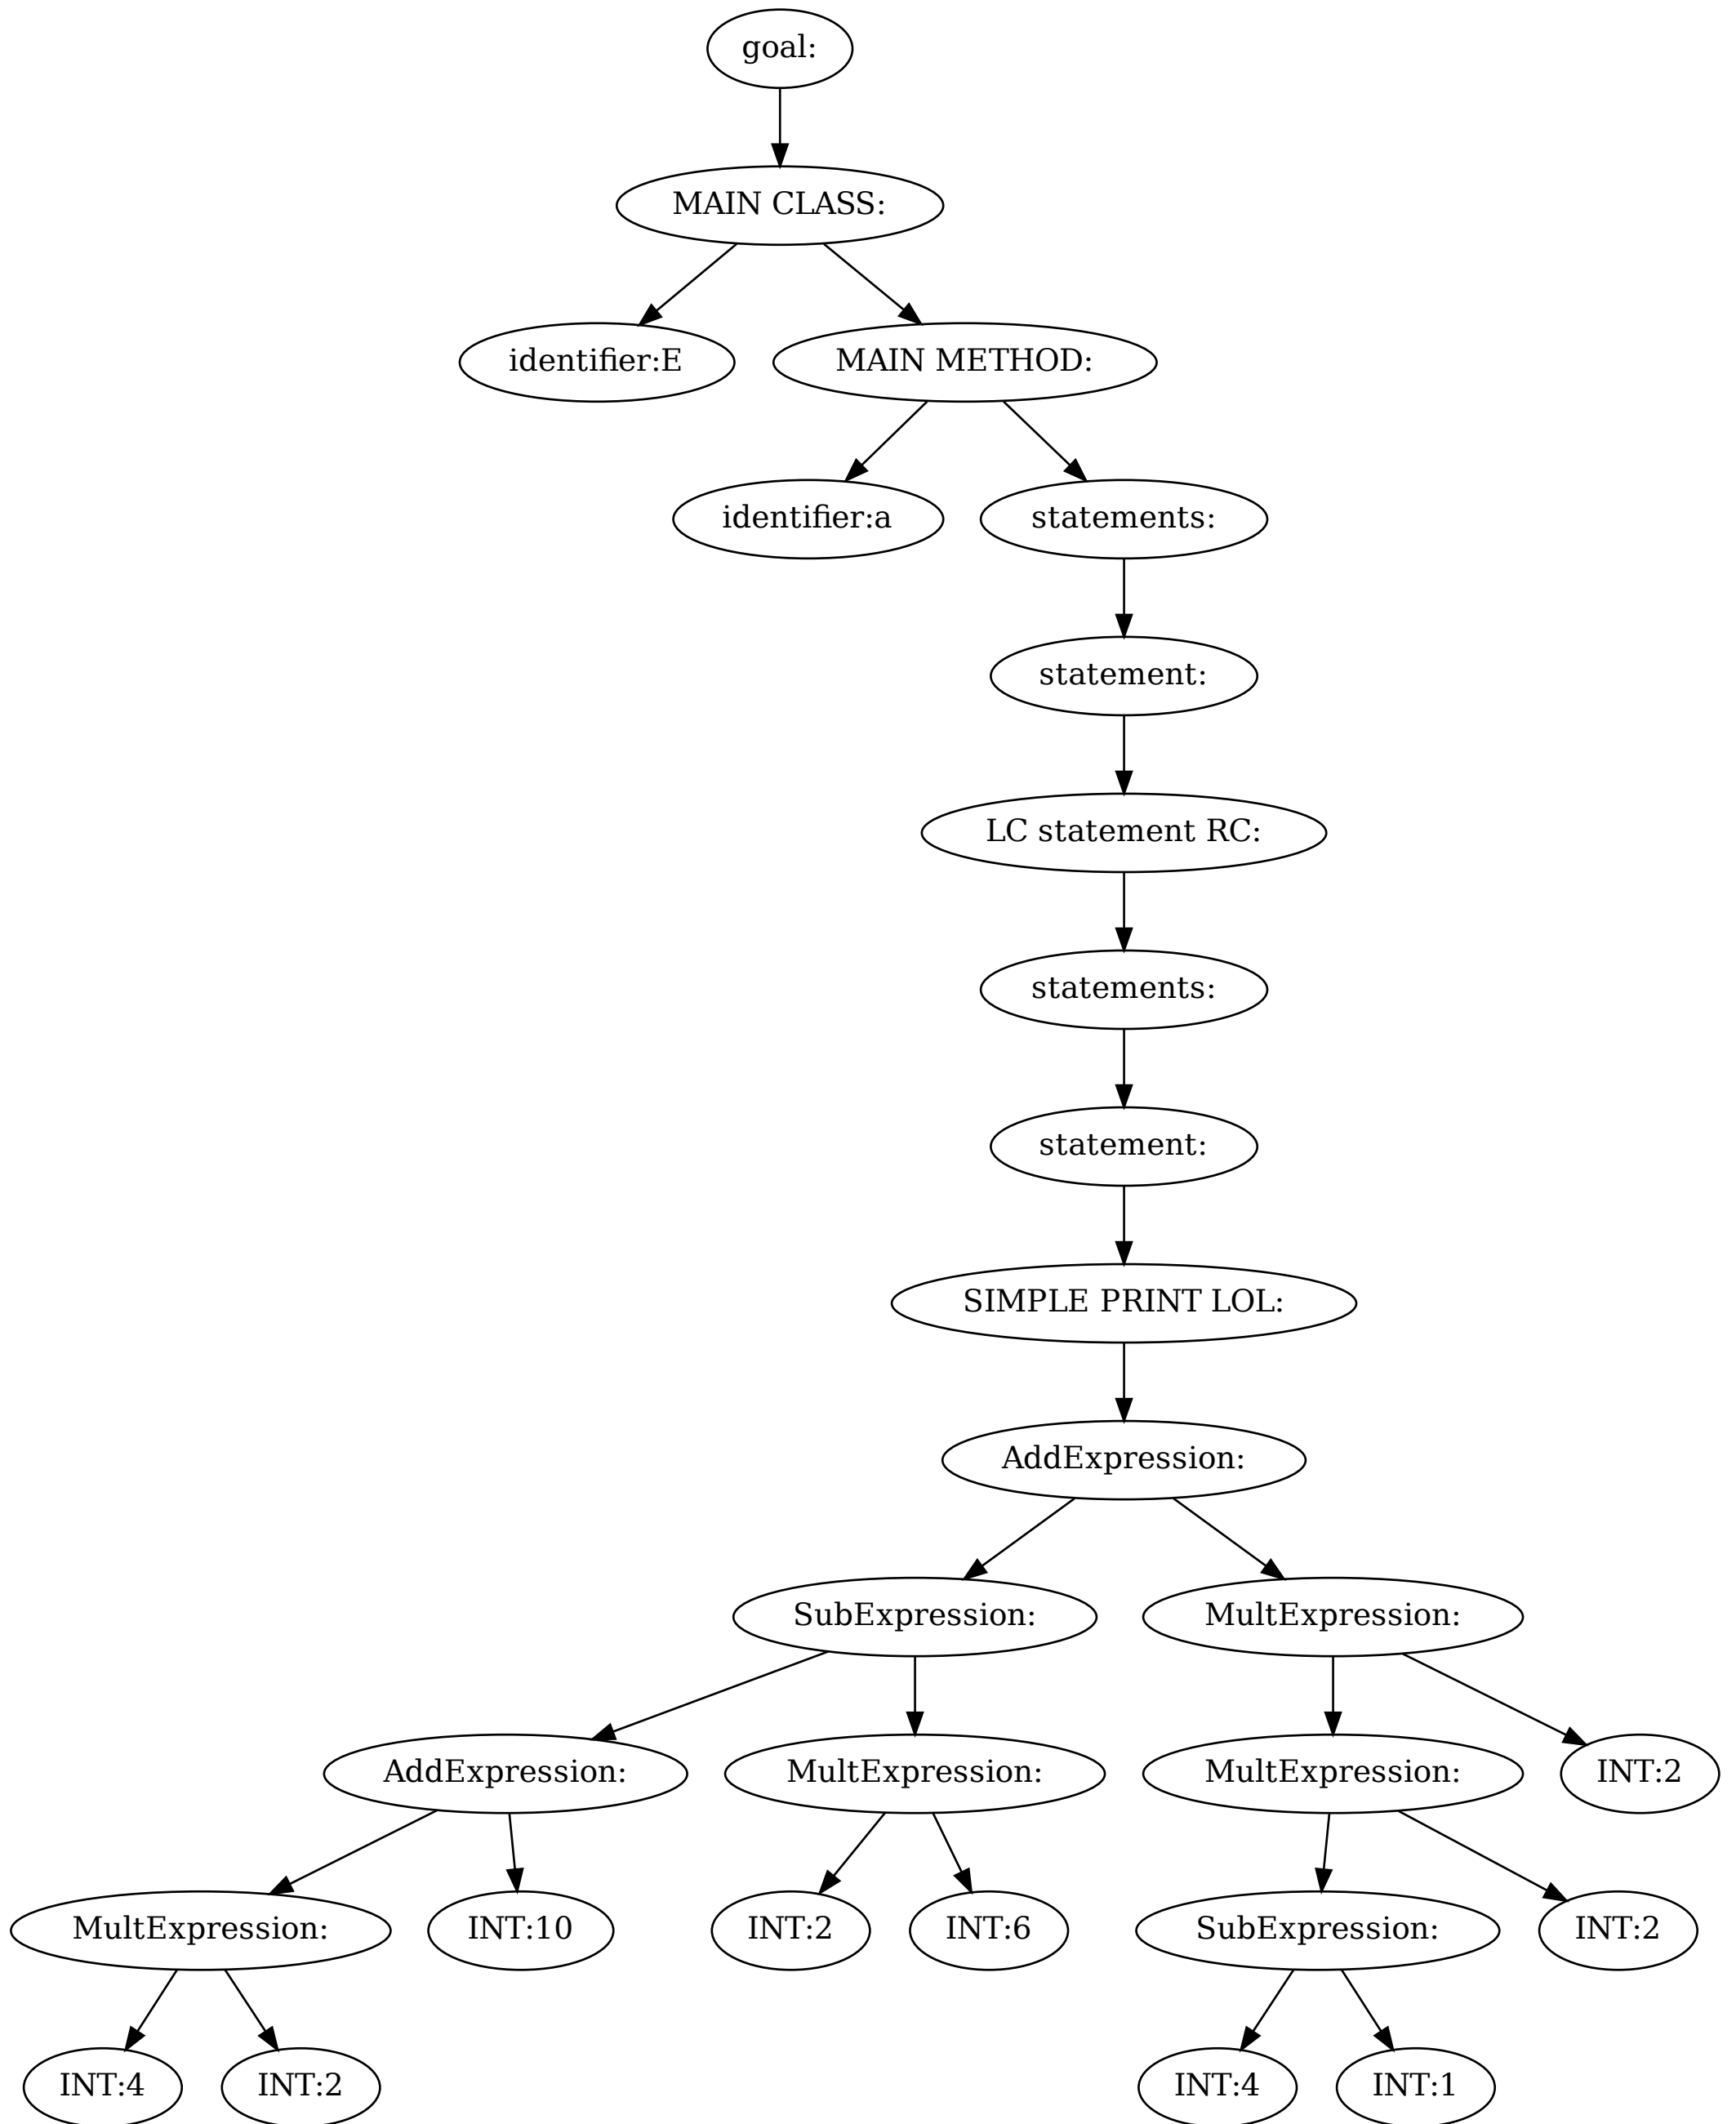 goal:
MAIN CLASS:
identifier:E
MAIN METHOD:
identifier:a
statements:
statement:
LC statement RC:
statements:
statement:
SIMPLE PRINT LOL:
AddExpression:
SubExpression:
MultExpression:
AddExpression:
MultExpression:
MultExpression:
INT:2
MultExpression:
INT:10
INT:2
INT:6
SubExpression:
INT:2
INT:4
INT:2
INT:4
INT:1